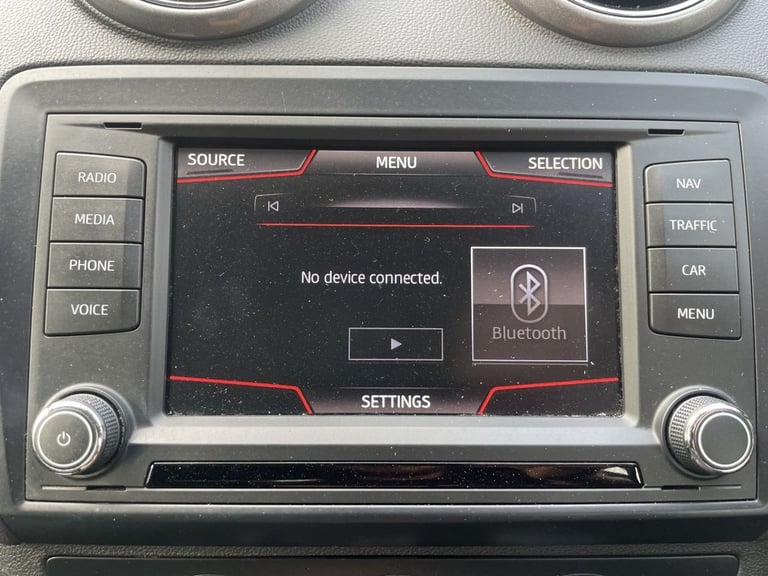 SOURCE
MENU
SELECTION
RADIO
MEDIA
PHONE
VOICE
No device connected.
Bluetooth
SETTINGS
NAV
TRAFFIC
CAR
MENU